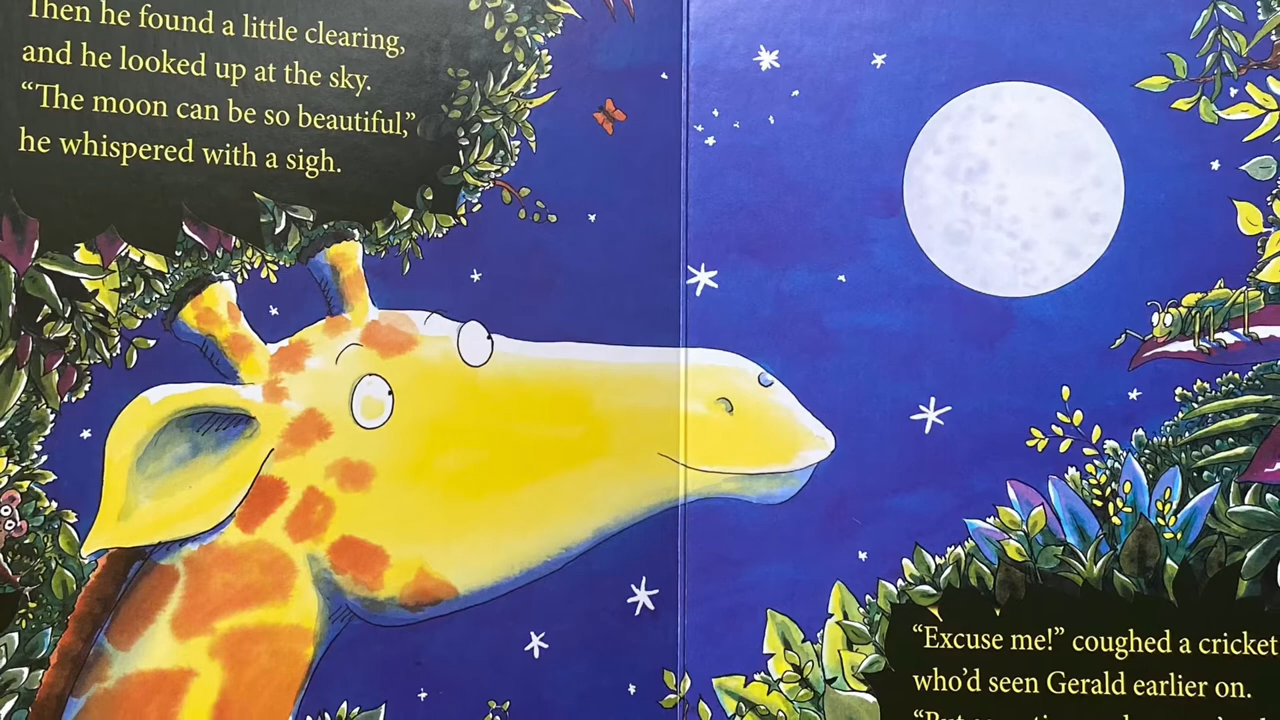 Then he found a little clearing,
and he looked up at the sky.
“The moon can be so beautiful,”
he whispered with a sigh.
“Excuse me!” coughed a cricket
who’d seen Gerald earlier on.